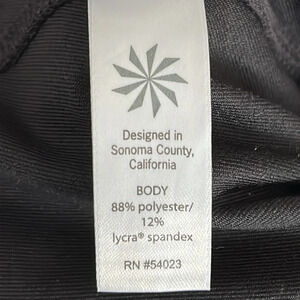 Designed in
Sonoma County,
California
BODY
88% polyester/
12%
lycra® spandex
RN #54023